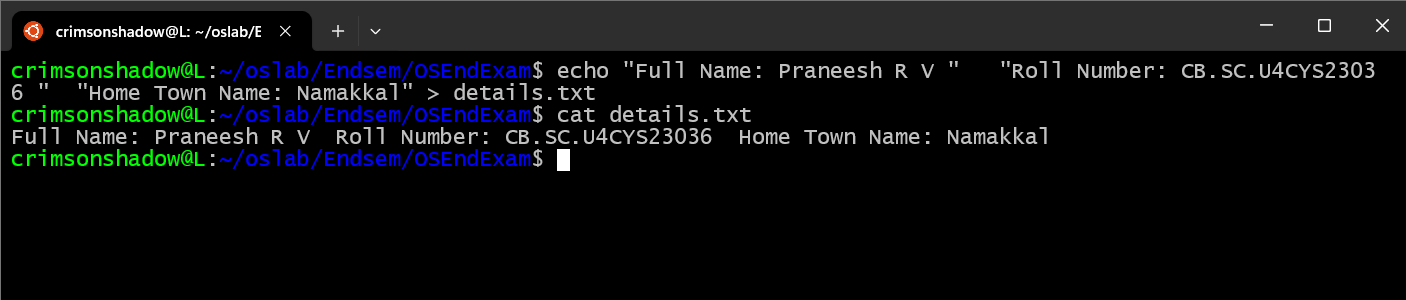 crimsonshadow@L: ~/oslab/E
crimsonshadow@L:~/oslab/Endsem/OSEndExam$ echo "Full Name: Praneesh R V "   "Roll Number: CB.SC.U4CYS2303
6 "  "Home Town Name: Namakkal" > details.txt
crimsonshadow@L:~/oslab/Endsem/OSEndExam$ cat details.txt
Full Name: Praneesh R V  Roll Number: CB.SC.U4CYS23036  Home Town Name: Namakkal
crimsonshadow@L:~/oslab/Endsem/OSEndExam$